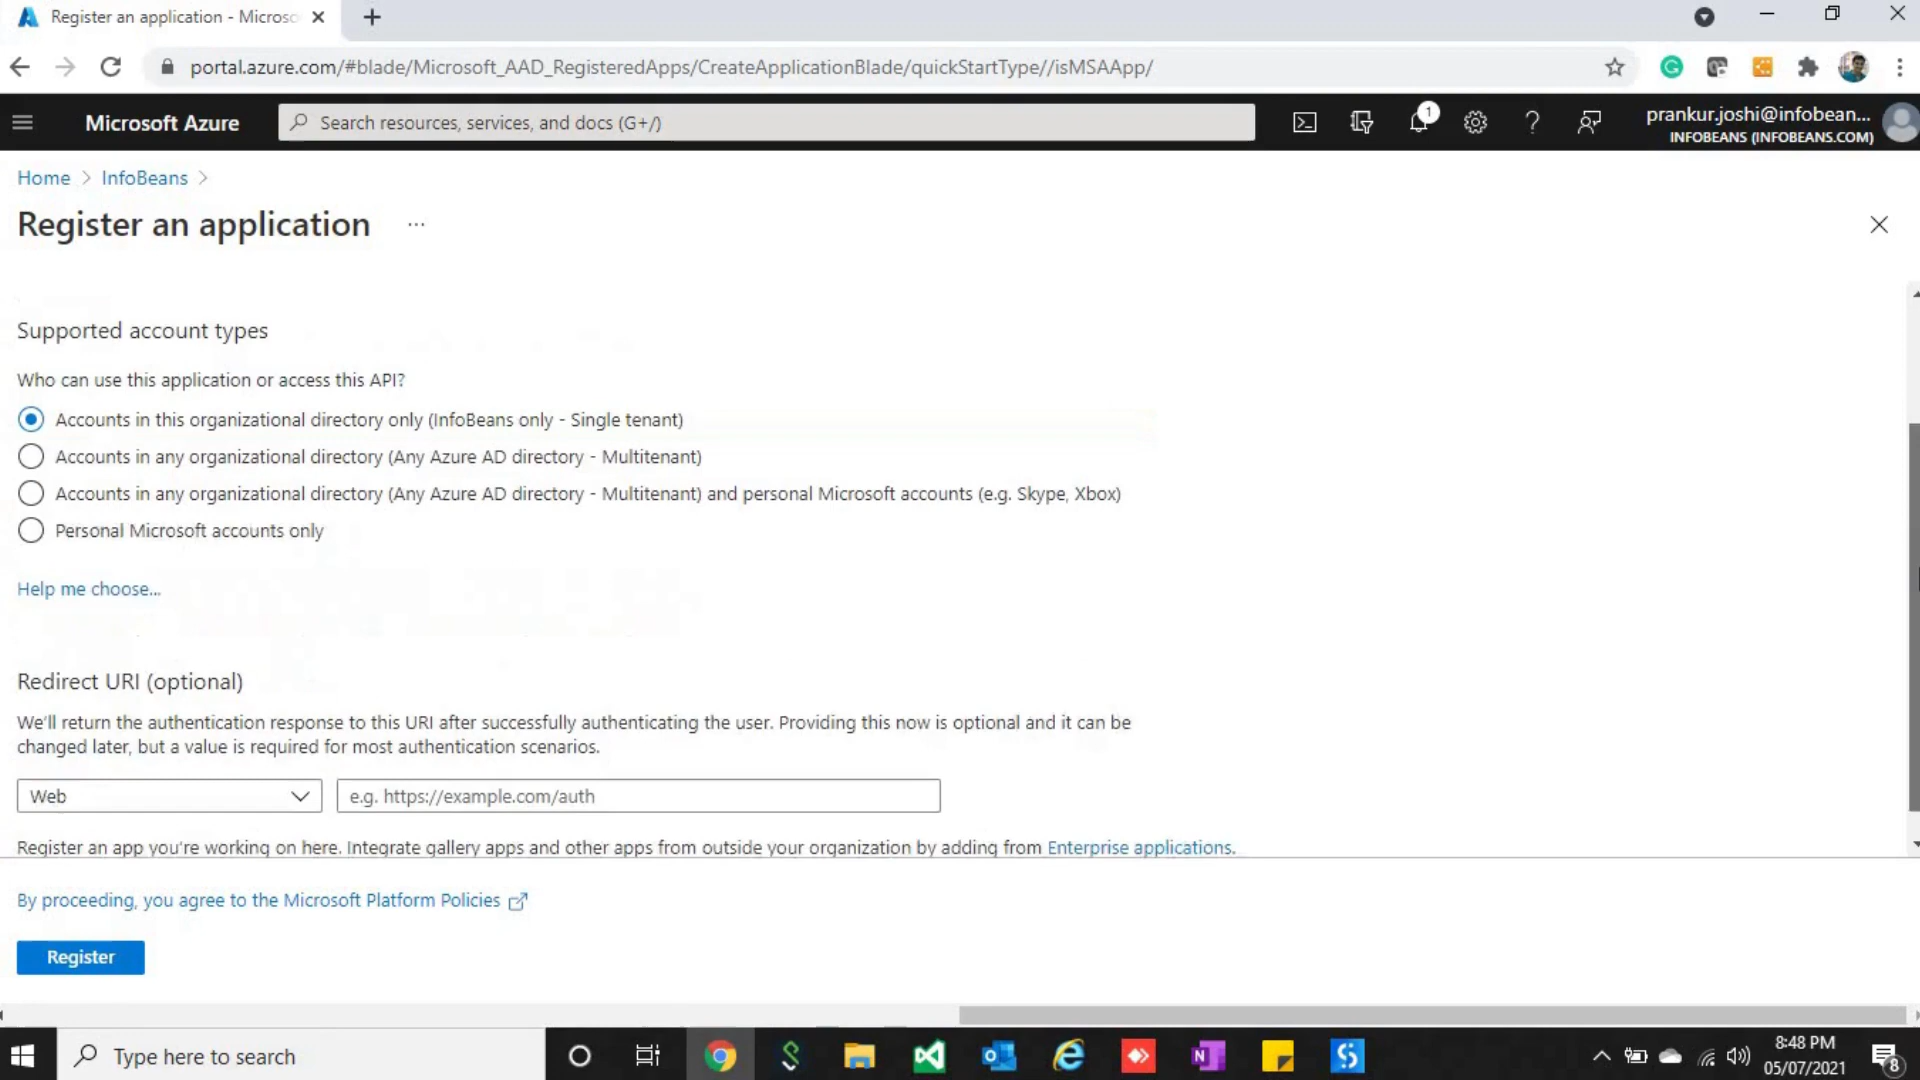 Register an application - Microso
portal.azure.com/#blade/Microsoft_AAD_RegisteredApps/CreateApplicationBlade/quickStartType//isMSAApp/
Microsoft Azure
Search resources, services, and docs (G+/)
1
prankur.joshi@infobean...
INFOBEANS (INFOBEANS.COM)
Home > InfoBeans >
Register an application ...
Supported account types
Who can use this application or access this API?
Accounts in this organizational directory only (InfoBeans only - Single tenant)
Accounts in any organizational directory (Any Azure AD directory - Multitenant)
Accounts in any organizational directory (Any Azure AD directory - Multitenant) and personal Microsoft accounts (e.g. Skype, Xbox)
Personal Microsoft accounts only
Help me choose...
Redirect URI (optional)
We'll return the authentication response to this URI after successfully authenticating the user. Providing this now is optional and it can be
changed later, but a value is required for most authentication scenarios.
Web
e.g. https://example.com/auth
Register an app you're working on here. Integrate gallery apps and other apps from outside your organization by adding from Enterprise applications.
By proceeding, you agree to the Microsoft Platform Policies
Register
Type here to search
8:48 PM
05/07/2021
8